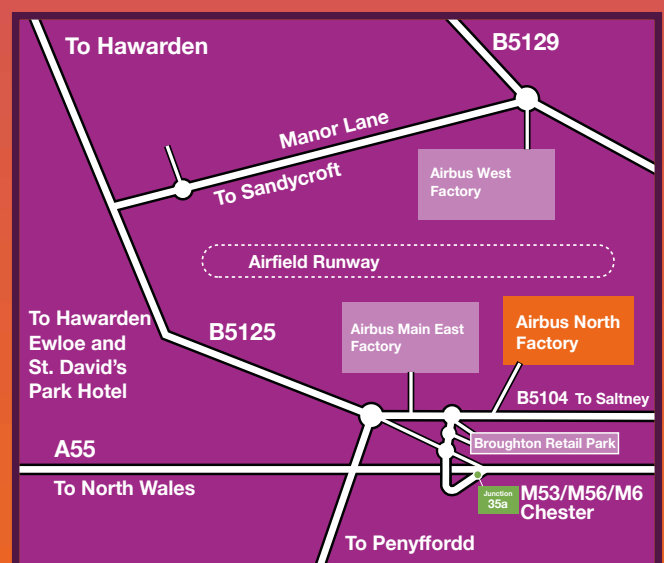 To Hawarden
B5129
Manor Lane
To Sandycroft
Airbus West
Factory
Airfield Runway
To Hawarden
Ewloe and
St. David's
Park Hotel
B5125
Airbus Main East
Factory
Airbus North
Factory
B5104 To Saltney
Broughton Retail Park
A55
To North Wales
Junction
35a
M53/M56/M6
Chester
To Penyffordd